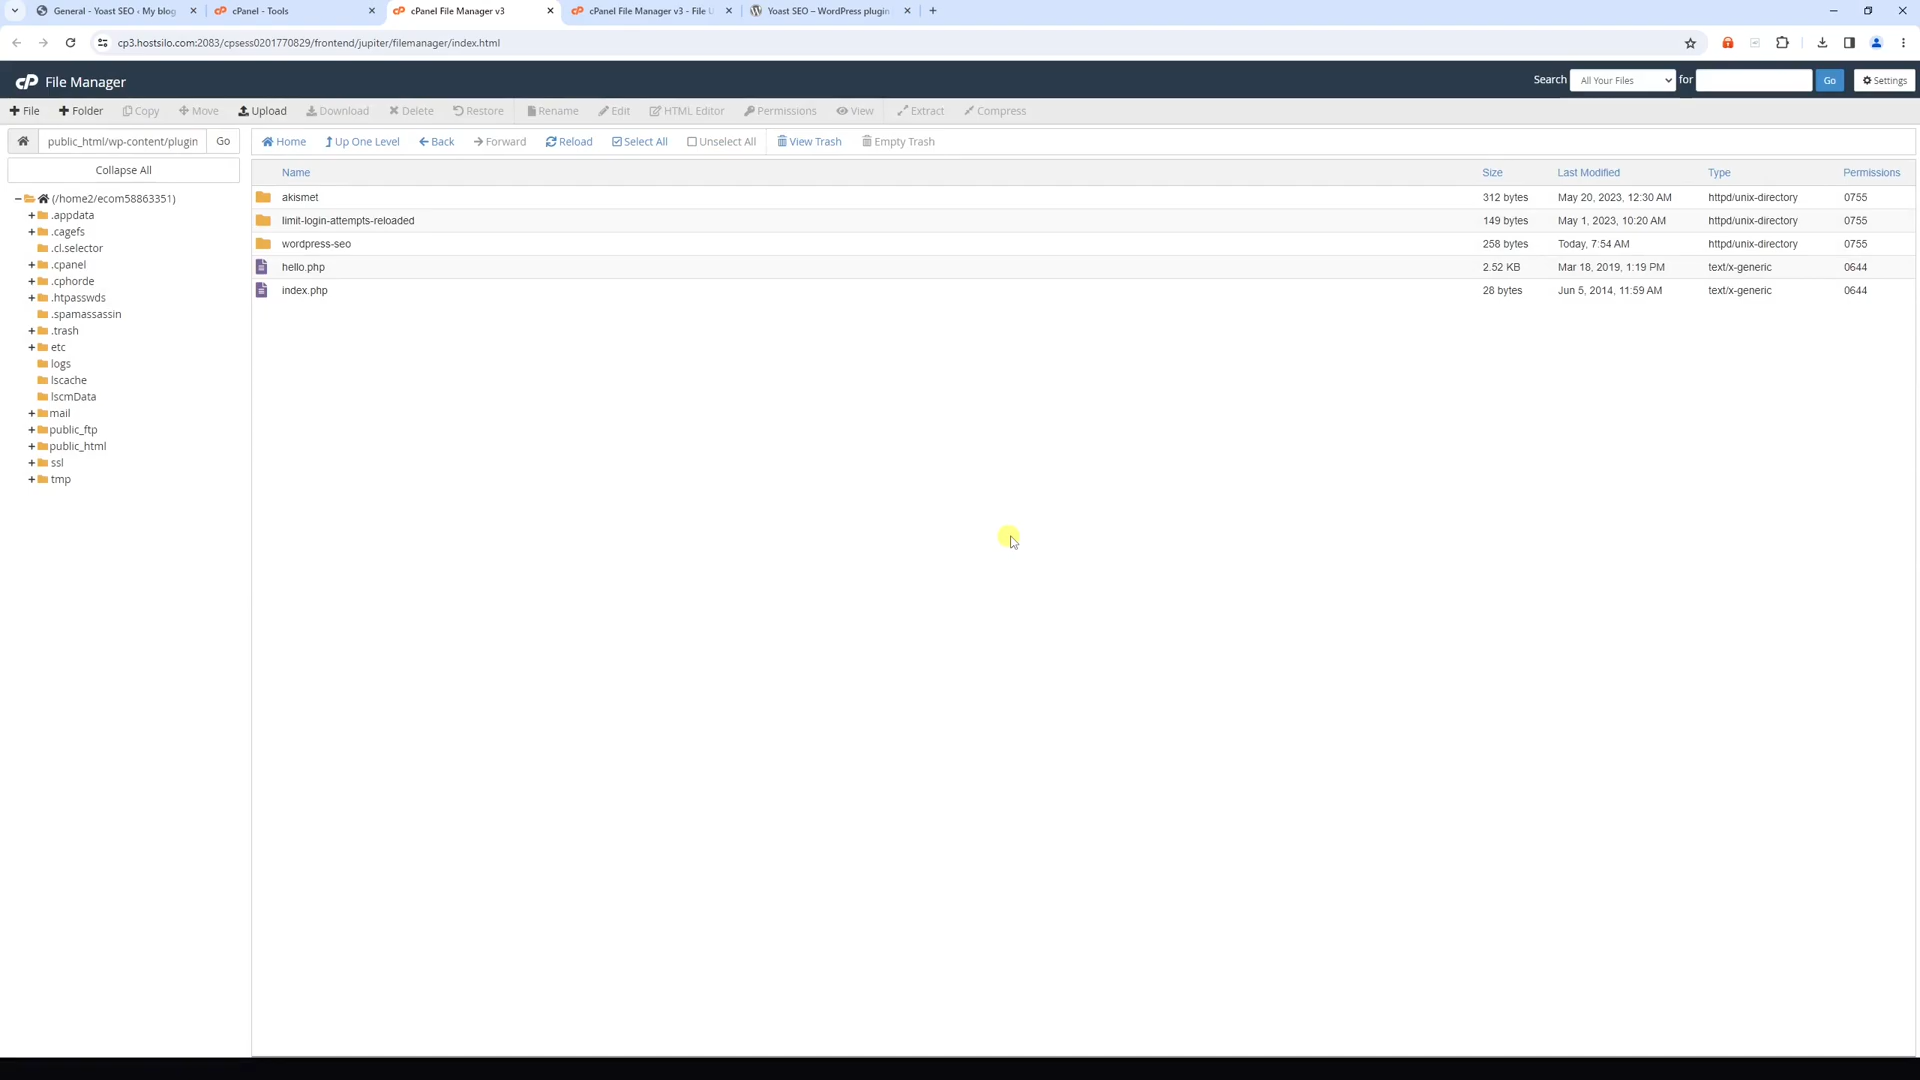 General - Yoast SEO ‹ My blog
cPanel - Tools
cPanel File Manager v3
cPanel File Manager v3 - File
Yoast SEO – WordPress plugin
cp3.hostsilo.com:2083/cpsess0201770829/frontend/jupiter/filemanager/index.html
cP File Manager
Search All Your Files for Go Settings
File Folder Copy Move Upload Download Delete Restore Rename Edit HTML Editor Permissions View Extract Compress
public_html/wp-content/plugin Go
Home Up One Level Back Forward Reload Select All Unselect All View Trash Empty Trash
Collapse All
(/home2/ecom58863351)
.appdata
.cagefs
.cl.selector
.cpanel
.cphorde
.htpasswds
.spamassassin
.trash
etc
logs
lscache
lscmData
mail
public_ftp
public_html
ssl
tmp
Name Size Last Modified Type Permissions
akismet 312 bytes May 20, 2023, 12:30 AM httpd/unix-directory 0755
limit-login-attempts-reloaded 149 bytes May 1, 2023, 10:20 AM httpd/unix-directory 0755
wordpress-seo 258 bytes Today, 7:54 AM httpd/unix-directory 0755
hello.php 2.52 KB Mar 18, 2019, 1:19 PM text/x-generic 0644
index.php 28 bytes Jun 5, 2014, 11:59 AM text/x-generic 0644